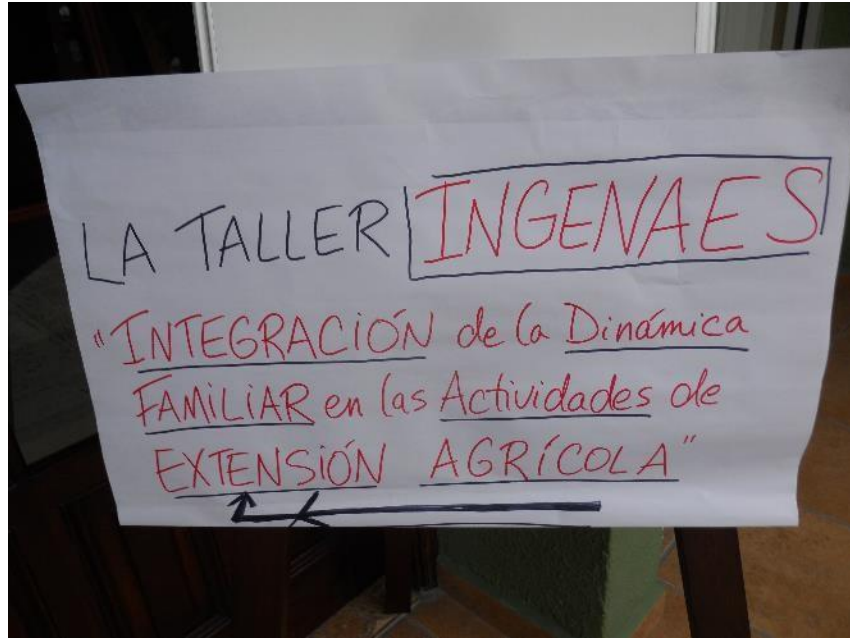 LA TALLER INGENAES
"INTEGRACIÓN de la Dinámica
FAMILIAR en las Actividades de
EXTENSIÓN AGRÍCOLA"